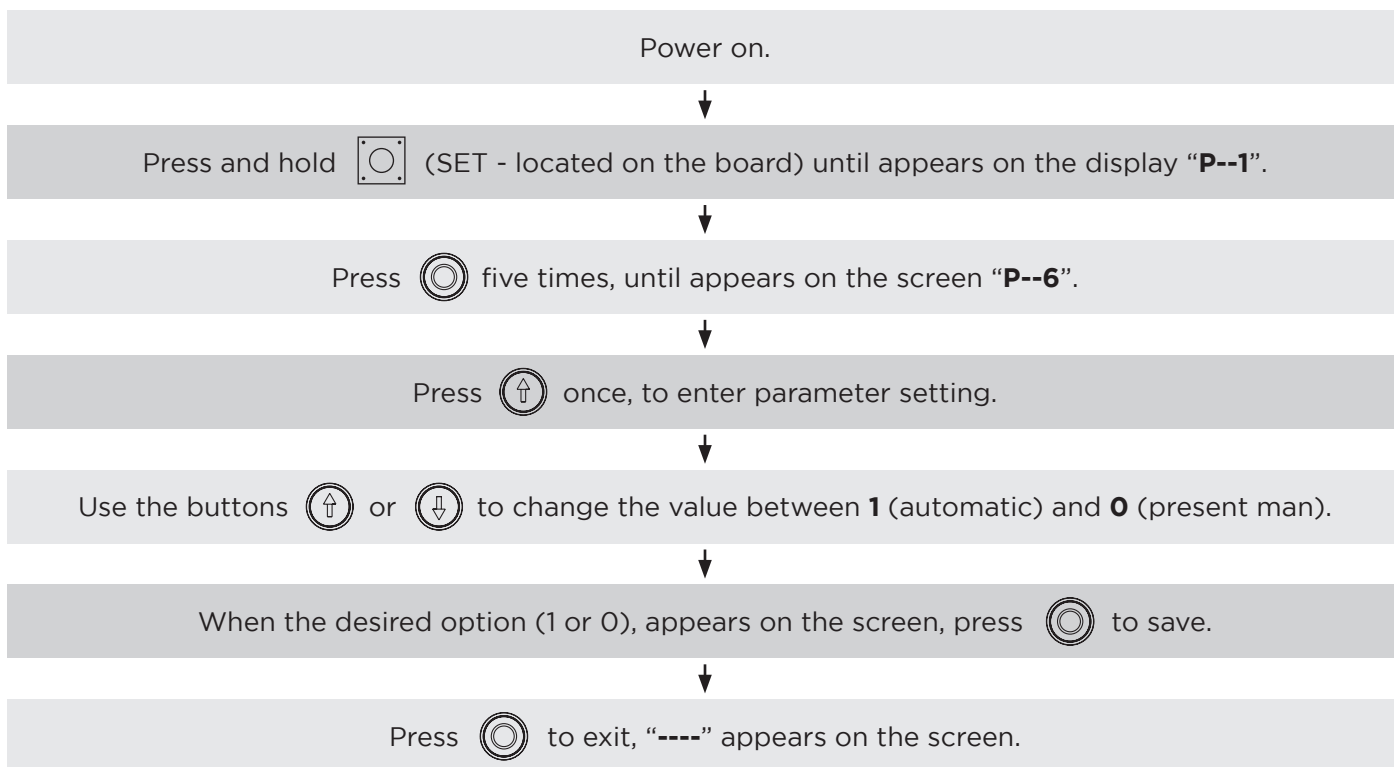 Power on.
Press and hold (SET - located on the board) until appears on the display “P--1”.
Press five times, until appears on the screen “P--6”.
Press once, to enter parameter setting.
Use the buttons or to change the value between 1 (automatic) and 0 (present man).
When the desired option (1 or 0), appears on the screen, press to save.
Press to exit, “----” appears on the screen.